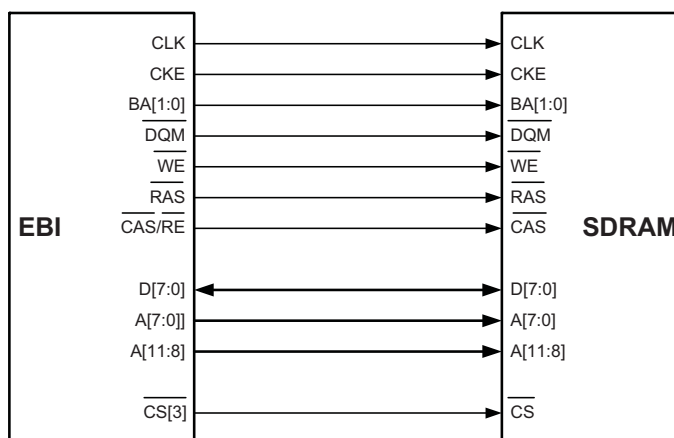 CLK CLK
CKE CKE
BA[1:0] BA[1:0]
DQM DQM
WE WE
RAS RAS
EBI CAS/RE CAS SDRAM
D[7:0] D[7:0]
A[7:0]] A[7:0]
A[11:8] A[11:8]
CS[3] CS